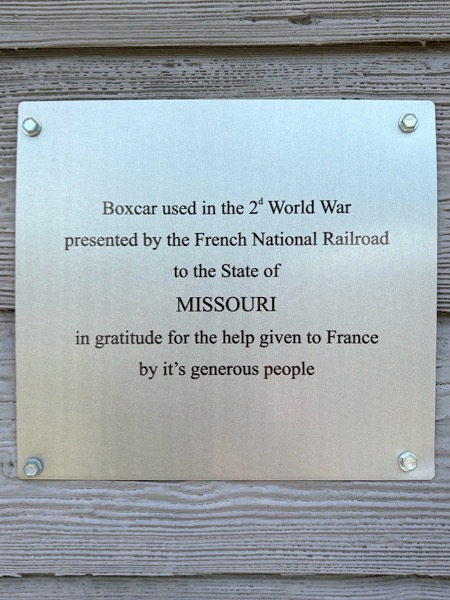 Boxcar used in the 2d World War
presented by the French National Railroad
to the State of
MISSOURI
in gratitude for the help given to France
by it's generous people